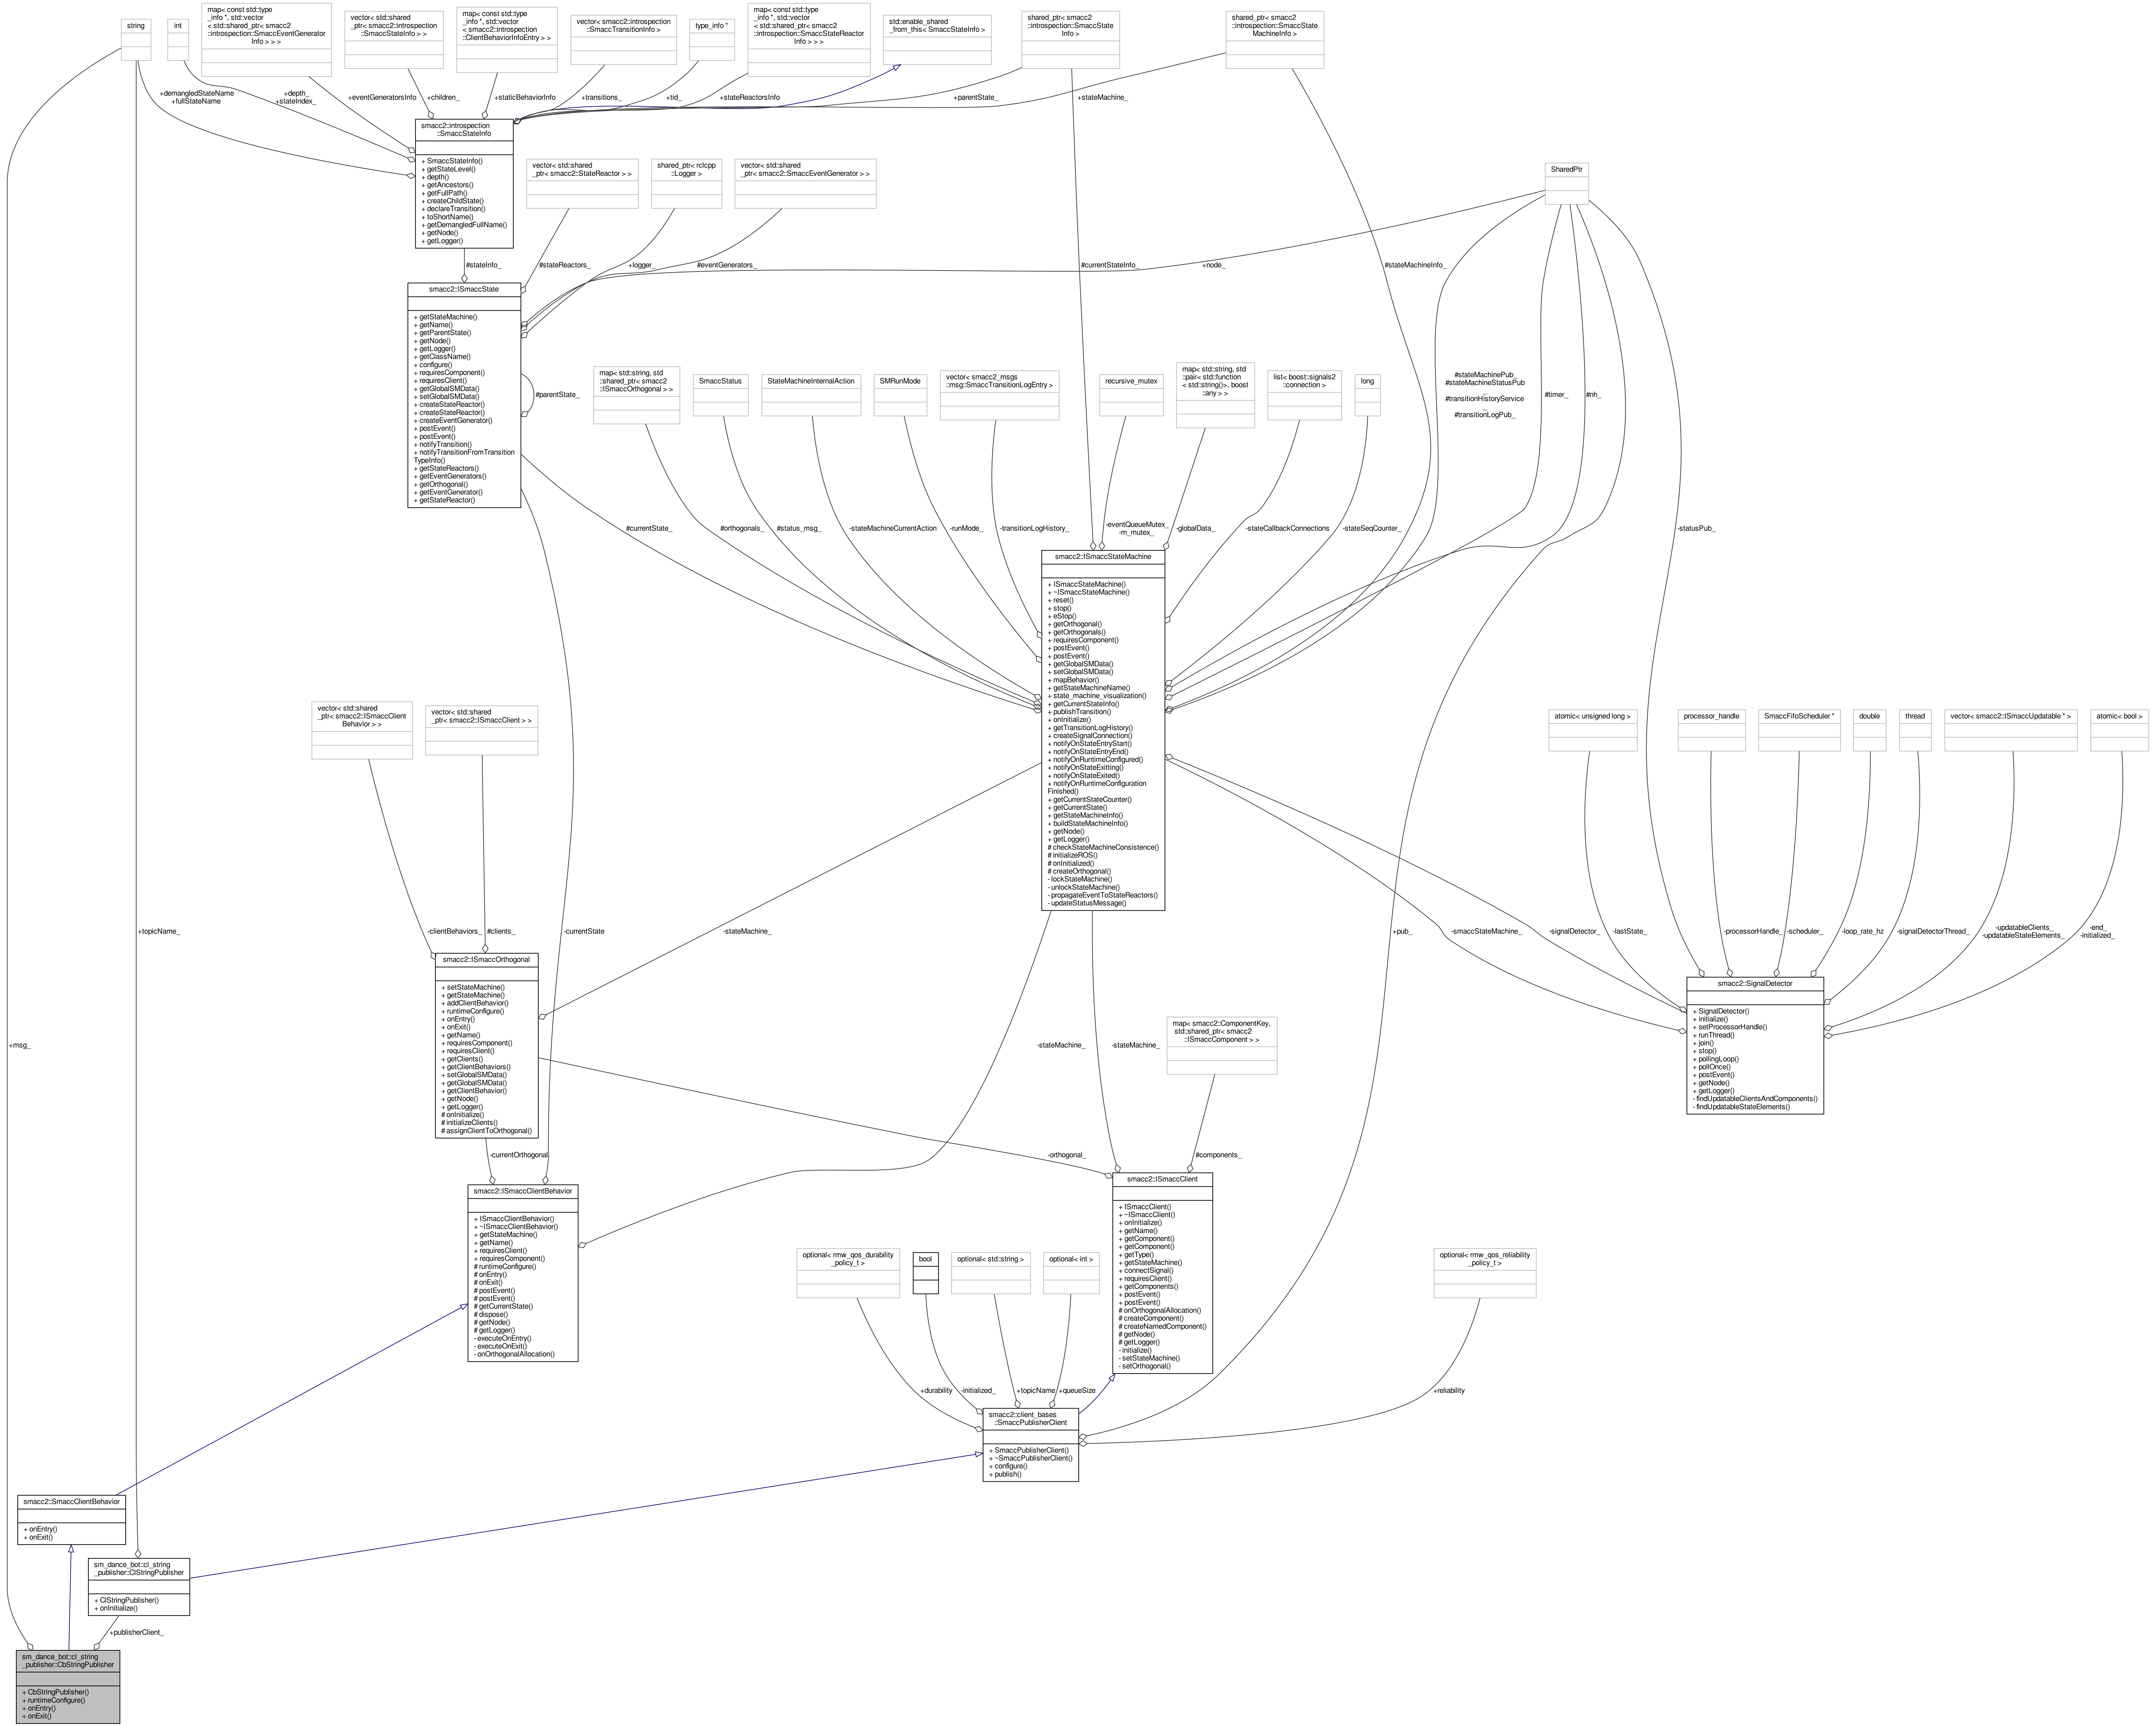 string
int
map< const std::type
_info *, std::vector
< std::shared_ptr< smacc2
::introspection::SmaccEventGenerator
Info > > >
vector< std::shared
_ptr< smacc2::introspection
::SmaccStateInfo > >
map< const std::type
_info *, std::vector
< smacc2::introspection
::ClientBehaviorInfoEntry > >
vector< smacc2::introspection
::SmaccTransitionInfo >
type_info *
map< const std::type
_info *, std::vector
< std::shared_ptr< smacc2
::introspection::SmaccStateReactor
Info > > >
std::enable_shared
_from_this< SmaccStateInfo >
shared_ptr< smacc2
::introspection::SmaccState
Info >
shared_ptr< smacc2
::introspection::SmaccState
MachineInfo >
+demangledStateName
+fullStateName
+depth_
+stateIndex_
+eventGeneratorsInfo
+children_
+staticBehaviorInfo
+transitions_
+tid_
+stateReactorsInfo
+parentState_
+stateMachine_
smacc2::introspection
::SmaccStateInfo
+ SmaccStateInfo()
+ getStateLevel()
+ depth()
+ getAncestors()
+ getFullPath()
+ createChildState()
+ declareTransition()
+ toShortName()
+ getDemangledFullName()
+ getNode()
+ getLogger()
vector< std::shared
_ptr< smacc2::StateReactor > >
shared_ptr< rclcpp
::Logger >
vector< std::shared
_ptr< smacc2::SmaccEventGenerator > >
SharedPtr
#stateInfo_
#stateReactors_
+logger_
#eventGenerators_
#currentStateInfo_
+node_
#stateMachineInfo_
smacc2::ISmaccState
+ getStateMachine()
+ getName()
+ getParentState()
+ getNode()
+ getLogger()
+ getClassName()
+ configure()
+ requiresComponent()
+ requiresClient()
+ getGlobalSMData()
+ setGlobalSMData()
+ createStateReactor()
+ createStateReactor()
+ createEventGenerator()
+ postEvent()
+ postEvent()
+ notifyTransition()
+ notifyTransitionFromTransition
TypeInfo()
+ getStateReactors()
+ getEventGenerators()
+ getOrthogonal()
+ getEventGenerator()
+ getStateReactor()
#parentState_
map< std::string, std
::shared_ptr< smacc2
::ISmaccOrthogonal > >
SmaccStatus
StateMachineInternalAction
SMRunMode
vector< smacc2_msgs
::msg::SmaccTransitionLogEntry >
recursive_mutex
map< std::string, std
::pair< std::function
< std::string()>, boost
::any > >
list< boost::signals2
::connection >
long
#stateMachinePub_
#stateMachineStatusPub
_
#transitionHistoryService
_
#transitionLogPub_
#timer_
#nh_
#currentState_
#orthogonals_
#status_msg_
-stateMachineCurrentAction
-runMode_
-transitionLogHistory_
-eventQueueMutex_
-m_mutex_
-globalData_
-stateCallbackConnections
-stateSeqCounter_
-statusPub_
smacc2::ISmaccStateMachine
+ ISmaccStateMachine()
+ ~ISmaccStateMachine()
+ reset()
+ stop()
+ eStop()
+ getOrthogonal()
+ getOrthogonals()
+ requiresComponent()
+ postEvent()
+ postEvent()
+ getGlobalSMData()
+ setGlobalSMData()
+ mapBehavior()
+ getStateMachineName()
+ state_machine_visualization()
+ getCurrentStateInfo()
+ publishTransition()
+ onInitialize()
+ getTransitionLogHistory()
+ createSignalConnection()
+ notifyOnStateEntryStart()
+ notifyOnStateEntryEnd()
+ notifyOnRuntimeConfigured()
+ notifyOnStateExitting()
+ notifyOnStateExited()
+ notifyOnRuntimeConfiguration
Finished()
+ getCurrentStateCounter()
+ getCurrentState()
+ getStateMachineInfo()
+ buildStateMachineInfo()
+ getNode()
+ getLogger()
# checkStateMachineConsistence()
# initializeROS()
# onInitialized()
# createOrthogonal()
- lockStateMachine()
- unlockStateMachine()
- propagateEventToStateReactors()
- updateStatusMessage()
vector< std::shared
_ptr< smacc2::ISmaccClient
Behavior > >
vector< std::shared
_ptr< smacc2::ISmaccClient > >
atomic< unsigned long >
processor_handle
SmaccFifoScheduler *
double
thread
vector< smacc2::ISmaccUpdatable * >
atomic< bool >
+topicName_
-clientBehaviors_
#clients_
-currentState
-stateMachine_
-smaccStateMachine_
-signalDetector_
-lastState_
-processorHandle_
-scheduler_
-loop_rate_hz
-signalDetectorThread_
-updatableClients_
-updatableStateElements_
-end_
-initialized_
+pub_
smacc2::ISmaccOrthogonal
+ setStateMachine()
+ getStateMachine()
+ addClientBehavior()
+ runtimeConfigure()
+ onEntry()
+ onExit()
+ getName()
+ requiresComponent()
+ requiresClient()
+ getClients()
+ getClientBehaviors()
+ setGlobalSMData()
+ getGlobalSMData()
+ getClientBehavior()
+ getNode()
+ getLogger()
# onInitialize()
# initializeClients()
# assignClientToOrthogonal()
smacc2::SignalDetector
+ SignalDetector()
+ initialize()
+ setProcessorHandle()
+ runThread()
+ join()
+ stop()
+ pollingLoop()
+ pollOnce()
+ postEvent()
+ getNode()
+ getLogger()
- findUpdatableClientsAndComponents()
- findUpdatableStateElements()
map< smacc2::ComponentKey,
std::shared_ptr< smacc2
::ISmaccComponent > >
+msg_
-stateMachine_
-stateMachine_
-currentOrthogonal
-orthogonal_
#components_
smacc2::ISmaccClientBehavior
+ ISmaccClientBehavior()
+ ~ISmaccClientBehavior()
+ getStateMachine()
+ getName()
+ requiresClient()
+ requiresComponent()
# runtimeConfigure()
# onEntry()
# onExit()
# postEvent()
# postEvent()
# getCurrentState()
# dispose()
# getNode()
# getLogger()
- executeOnEntry()
- executeOnExit()
- onOrthogonalAllocation()
smacc2::ISmaccClient
+ ISmaccClient()
+ ~ISmaccClient()
+ onInitialize()
+ getName()
+ getComponent()
+ getComponent()
+ getType()
+ getStateMachine()
+ connectSignal()
+ requiresClient()
+ getComponents()
+ postEvent()
+ postEvent()
# onOrthogonalAllocation()
# createComponent()
# createNamedComponent()
# getNode()
# getLogger()
- initialize()
- setStateMachine()
- setOrthogonal()
optional< rmw_qos_durability
_policy_t >
bool
optional< std::string >
optional< int >
optional< rmw_qos_reliability
_policy_t >
+durability
-initialized_
+topicName
+queueSize
+reliability
smacc2::client_bases
::SmaccPublisherClient
+ SmaccPublisherClient()
+ ~SmaccPublisherClient()
+ configure()
+ publish()
smacc2::SmaccClientBehavior
+ onEntry()
+ onExit()
sm_dance_bot::cl_string
_publisher::ClStringPublisher
+ ClStringPublisher()
+ onInitialize()
+publisherClient_
sm_dance_bot::cl_string
_publisher::CbStringPublisher
+ CbStringPublisher()
+ runtimeConfigure()
+ onEntry()
+ onExit()